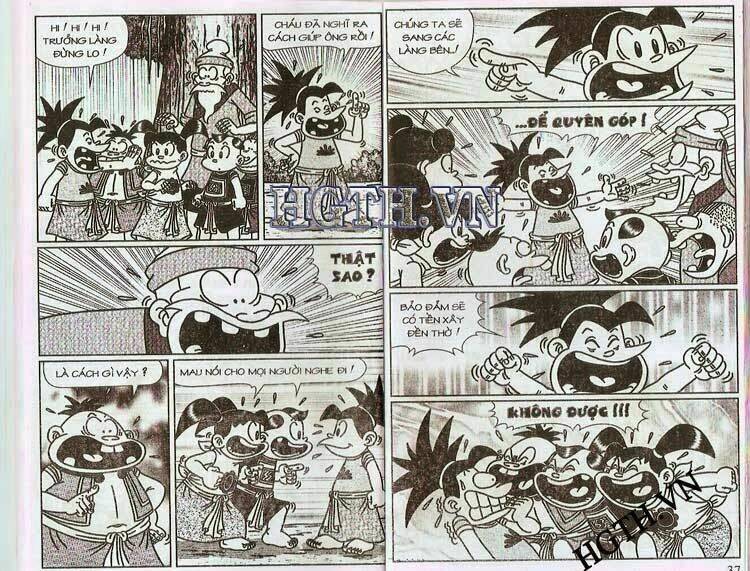 HI! HI! HI!
TRƯỞNG LÀNG
ĐỪNG LO!
CHÁU ĐÃ NGHĨ RA
CÁCH GIÚP ÔNG RỒI!
THẬT
SAO?
LÀ CÁCH GÌ VẬY?
MAU NÓI CHO MỌI NGƯỜI NGHE ĐI!
CHÚNG TA SẼ
SANG CÁC
LÀNG BÊN...
...ĐỂ QUYÊN GÓP!
BẢO ĐẢM SẼ
CÓ TIỀN XÂY
ĐỀN THỜ!
KHÔNG ĐƯỢC!!!
HGTH.VN
HGTH.VN
37